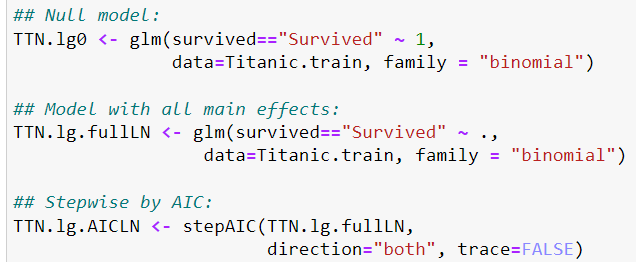 ## Null model:
TTN.lg0 <- glm(survived=="Survived" ~ 1,
data=Titanic.train, family = "binomial")
## Model with all main effects:
TTN.lg.fullLN <- glm(survived=="Survived" ~ .,
data=Titanic.train, family = "binomial")
## Stepwise by AIC:
TTN.lg.AICLN <- stepAIC(TTN.lg.fullLN,
direction="both", trace=FALSE)